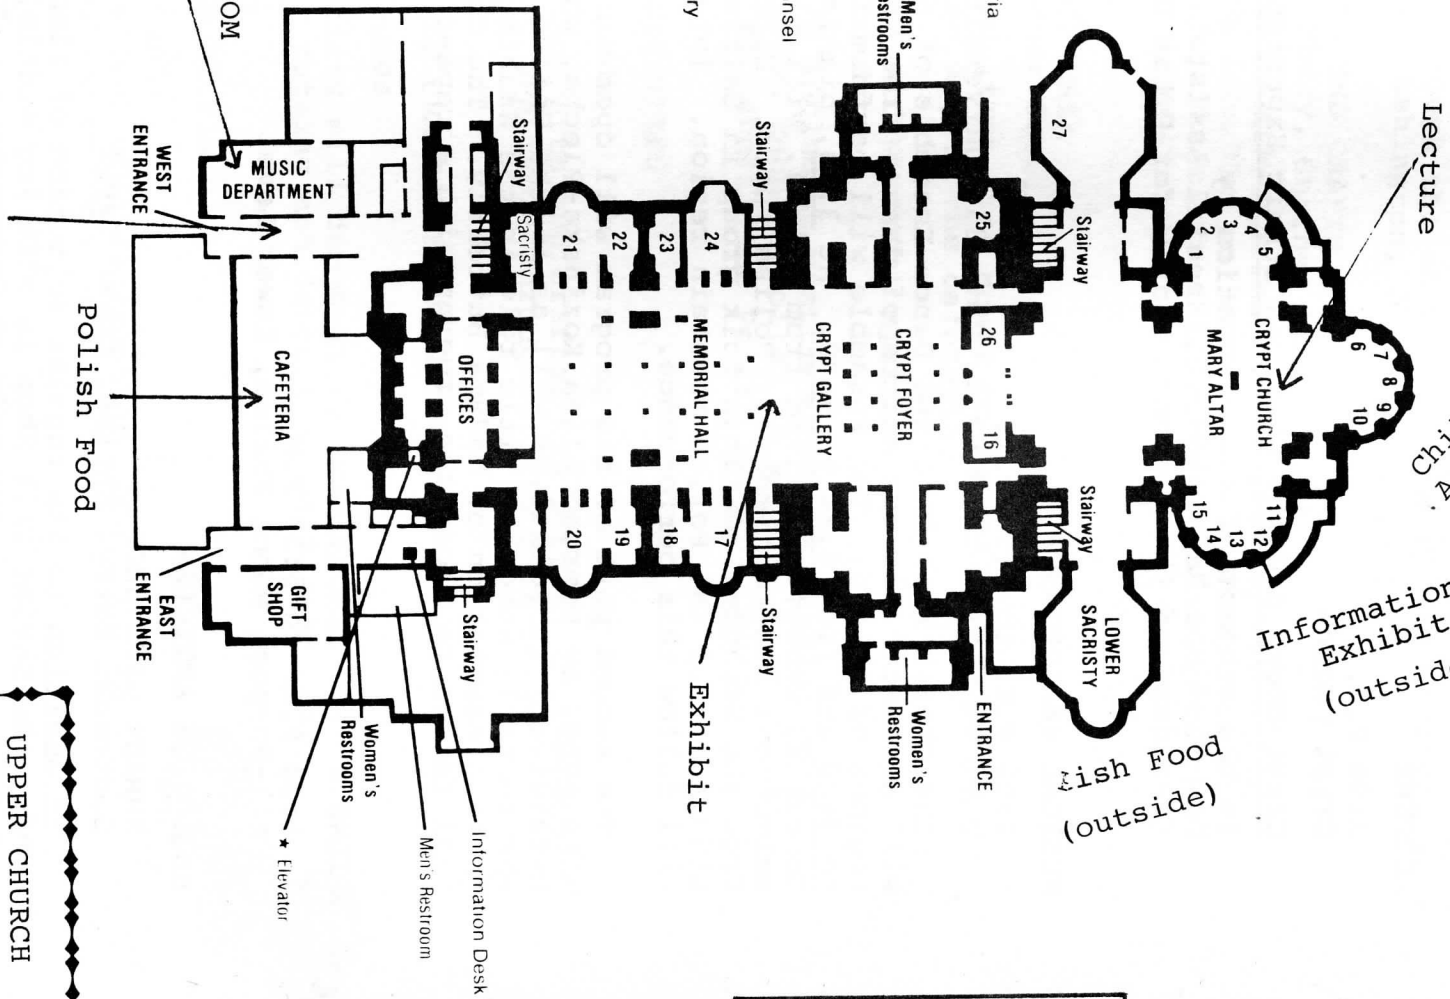 Lecture
Men's
27
Stairway
Stairway
Stairway
25
24
23
22
21
Sacristy
MUSIC
DEPARTMENT
WEST
ENTRANCE
1
2
3
4
5
6
7
8
9
10
11
12
13
14
15
CRYPT CHURCH
MARY ALTAR
26
16
CRYPT FOYER
CRYPT GALLERY
MEMORIAL HALL
OFFICES
CAFETERIA
Polish Food
Stairway
LOWER
SACRISTY
17
18
19
20
Stairway
Stairway
GIFT
SHOP
EAST
ENTRANCE
ENTRANCE
Women's
Restrooms
Exhibit
Women's
Restrooms
Information Desk
Men's Restroom
★ Elevator
Information
Exhibit
Food
(outside)
UPPER CHURCH